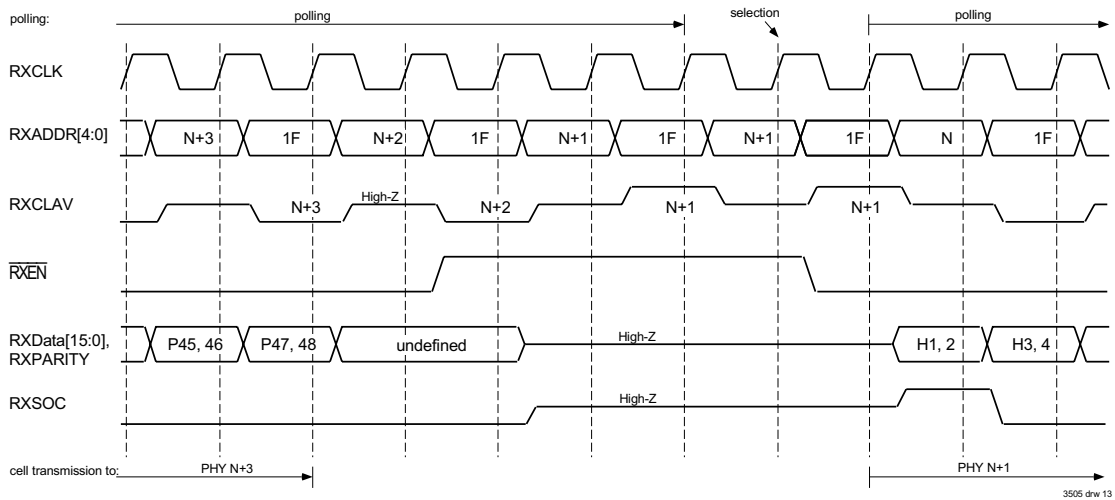 polling: polling selection polling
RXCLK
RXADDR[4:0] N+3 1F N+2 1F N+1 1F N+1 1F N 1F
RXCLAV N+3 High-Z N+2 N+1 N+1
RXEN
RXData[15:0], RXPARITY P45, 46 P47, 48 undefined High-Z H1, 2 H3, 4
RXSOC High-Z
cell transmission to: PHY N+3 PHY N+1
3505 drw 13